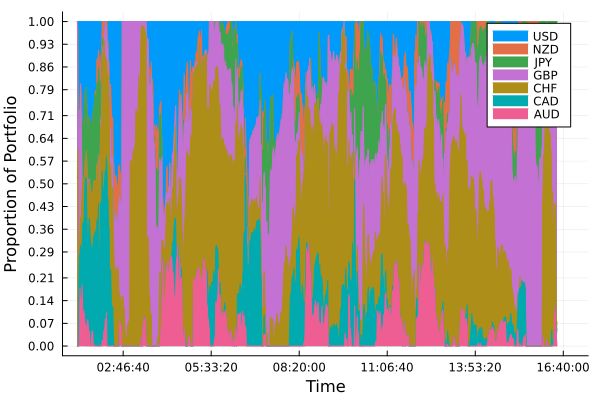 1.00
0.93
0.86
0.79
0.71
0.64
0.57
0.50
0.43
0.36
0.29
0.21
0.14
0.07
0.00
Proportion of Portfolio
USD
NZD
JPY
GBP
CHF
CAD
AUD
02:46:40 05:33:20 08:20:00 11:06:40 13:53:20 16:40:00
Time